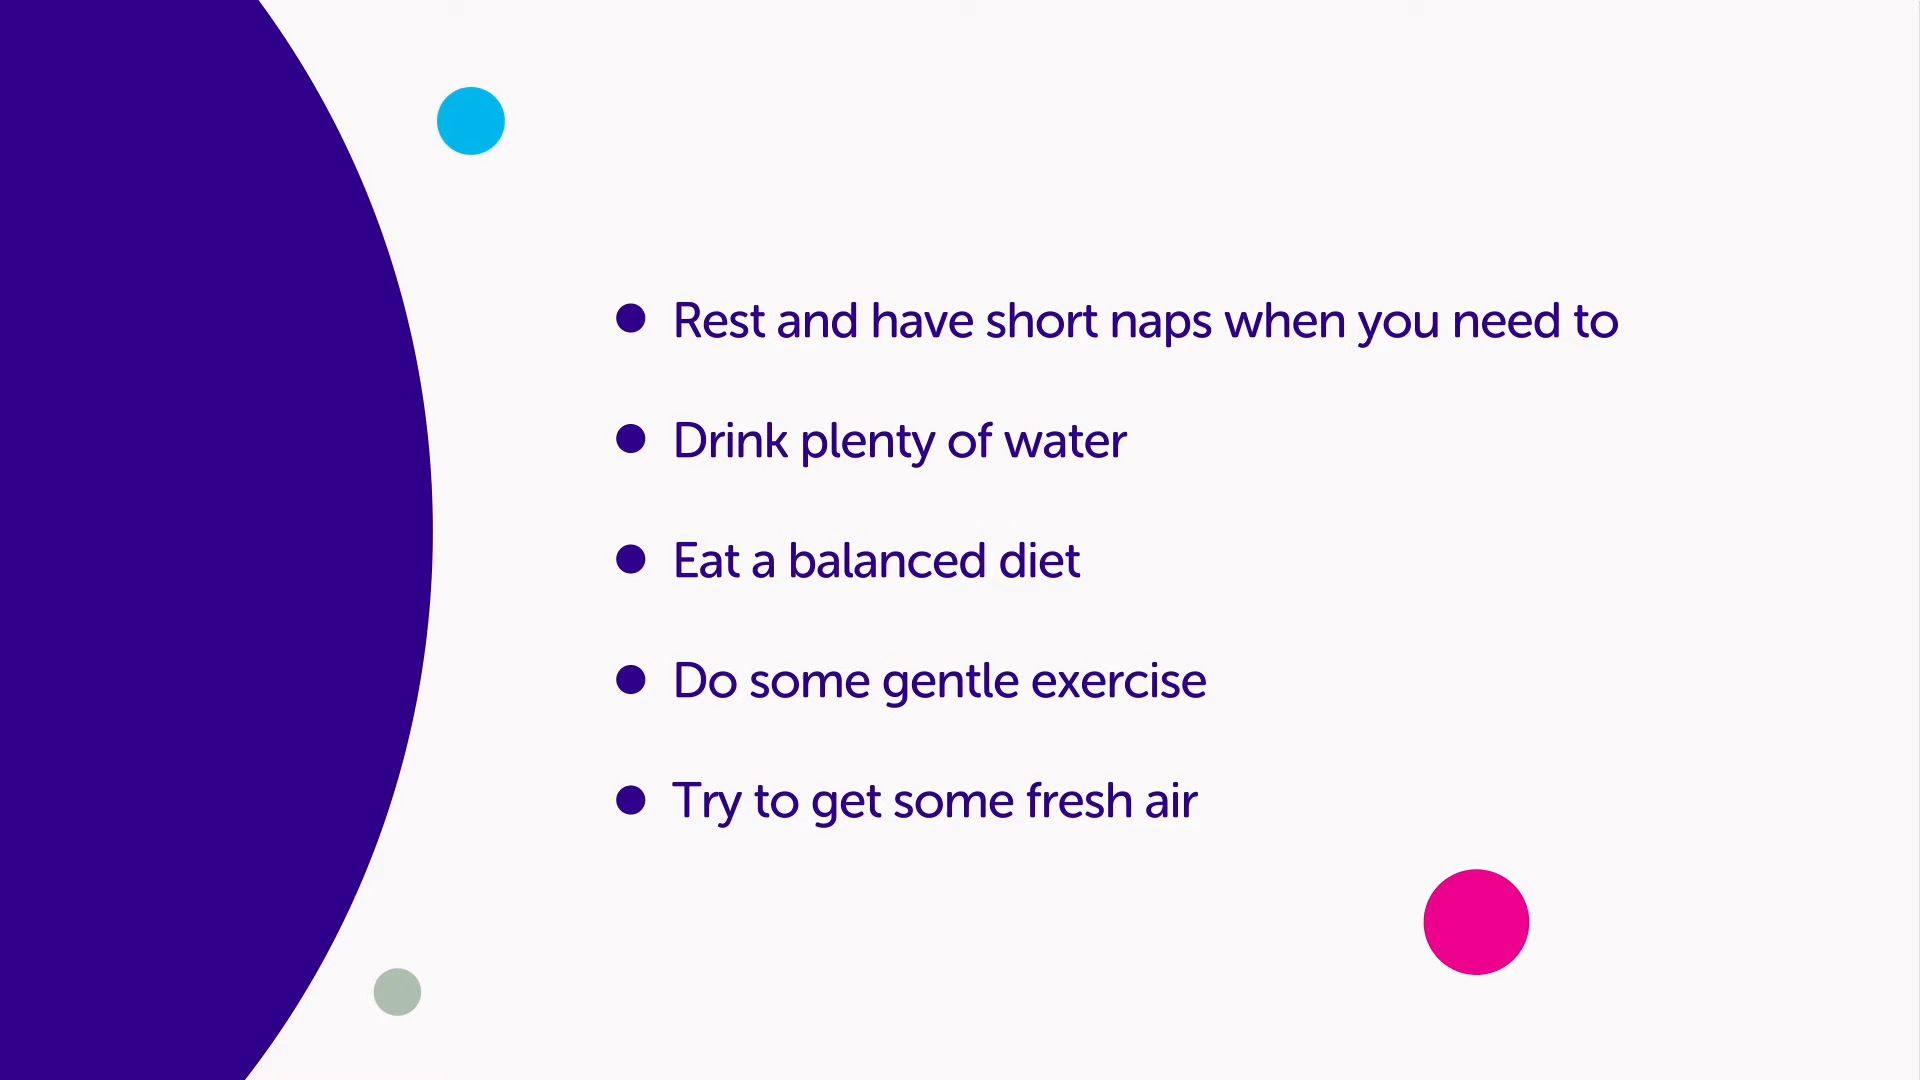 Rest and have short naps when you need to
Drink plenty of water
Eat a balanced diet
Do some gentle exercise
Try to get some fresh air